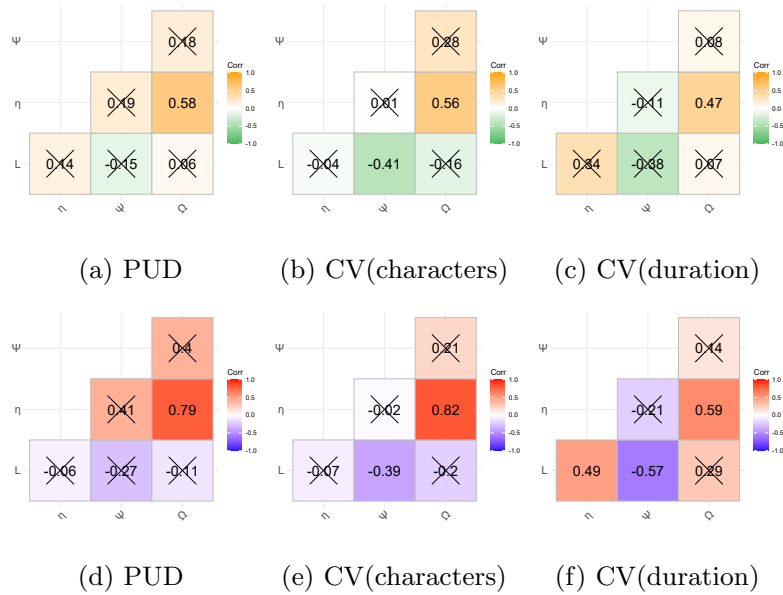 Ψ 0.18
η 0.19 0.58
L 0.14 -0.15 0.06
η Ψ Ω
Corr
1.0
0.5
0.0
-0.5
-1.0
(a) PUD
Ψ 0.28
η 0.01 0.56
L -0.04 -0.41 -0.16
η Ψ Ω
Corr
1.0
0.5
0.0
-0.5
-1.0
(b) CV(characters)
Ψ 0.08
η -0.11 0.47
L 0.34 -0.38 0.07
η Ψ Ω
Corr
1.0
0.5
0.0
-0.5
-1.0
(c) CV(duration)
Ψ 0.4
η 0.41 0.79
L -0.06 -0.27 -0.11
η Ψ Ω
Corr
1.0
0.5
0.0
-0.5
-1.0
(d) PUD
Ψ 0.21
η -0.02 0.82
L -0.07 -0.39 -0.2
η Ψ Ω
Corr
1.0
0.5
0.0
-0.5
-1.0
(e) CV(characters)
Ψ 0.14
η -0.21 0.59
L 0.49 -0.57 0.29
η Ψ Ω
Corr
1.0
0.5
0.0
-0.5
-1.0
(f) CV(duration)